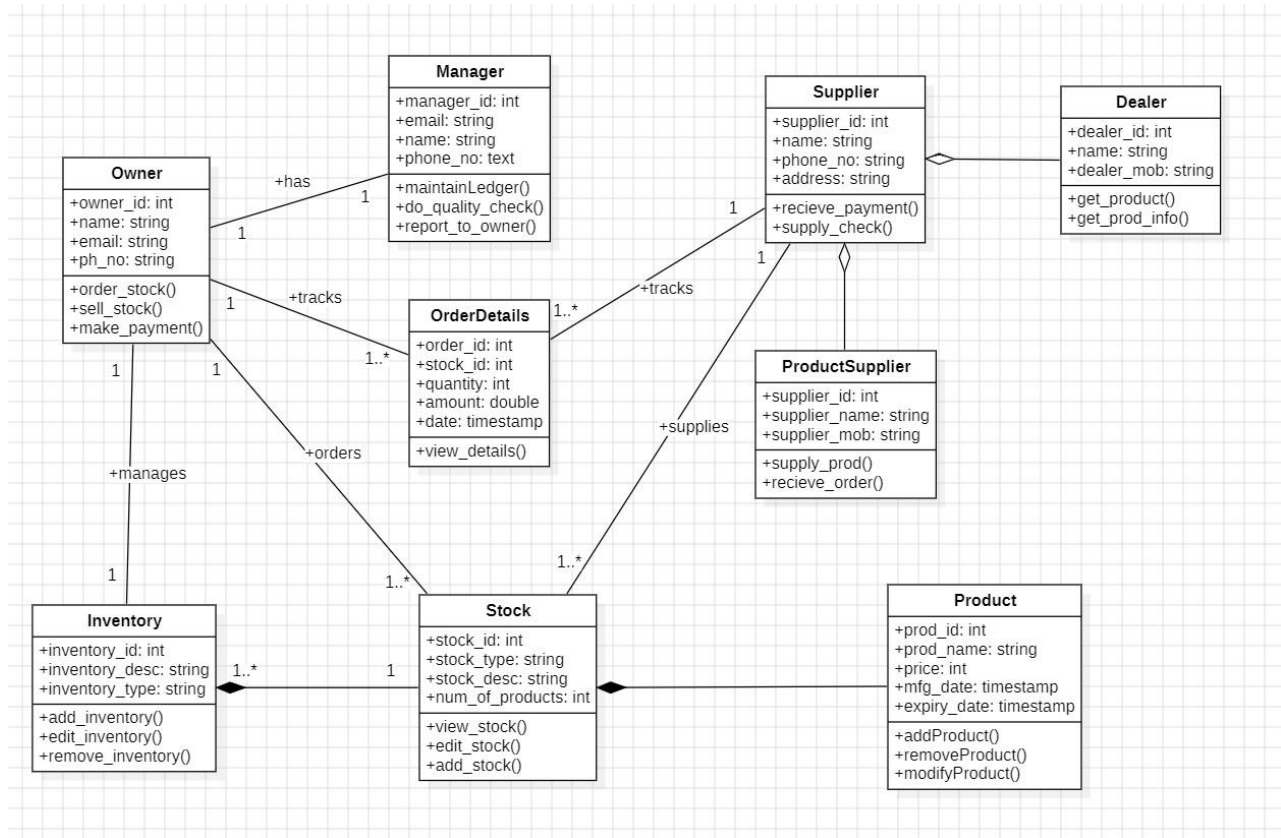 Manager
+manager_id: int
+email: string
+name: string
+phone_no: text
+maintainLedger()
+do_quality_check()
+report_to_owner()
Supplier
+supplier_id: int
+name: string
+phone_no: string
+address: string
+recieve_payment()
+supply_check()
Dealer
+dealer_id: int
+name: string
+dealer_mob: string
+get_product()
+get_prod_info()
Owner
+owner_id: int
+name: string
+email: string
+ph_no: string
+order_stock()
+sell_stock()
+make_payment()
+has
1
1
+tracks
1
1..*
OrderDetails
+order_id: int
+stock_id: int
+quantity: int
+amount: double
+date: timestamp
+view_details()
1
+tracks
1..*
1
+supplies
1..*
ProductSupplier
+supplier_id: int
+supplier_name: string
+supplier_mob: string
+supply_prod()
+recieve_order()
1
+manages
1
1
+orders
1..*
Inventory
+inventory_id: int
+inventory_desc: string
+inventory_type: string
+add_inventory()
+edit_inventory()
+remove_inventory()
1..*
1
Stock
+stock_id: int
+stock_type: string
+stock_desc: string
+num_of_products: int
+view_stock()
+edit_stock()
+add_stock()
Product
+prod_id: int
+prod_name: string
+price: int
+mfg_date: timestamp
+expiry_date: timestamp
+addProduct()
+removeProduct()
+modifyProduct()